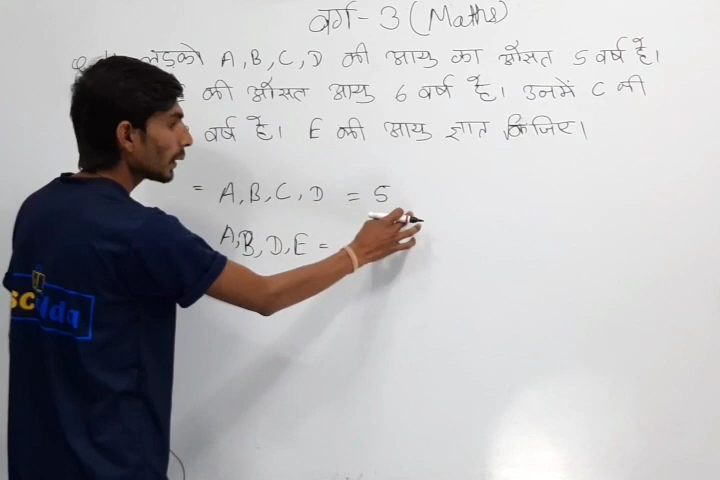 वर्ग - 3 (Maths)
लड़को A, B, C, D की आयु का औसत 5 वर्ष है।
की औसत आयु 6 वर्ष है। उनमें C की
वर्ष है। E की आयु ज्ञात किजिए।
= A, B, C, D = 5
A, B, D, E =